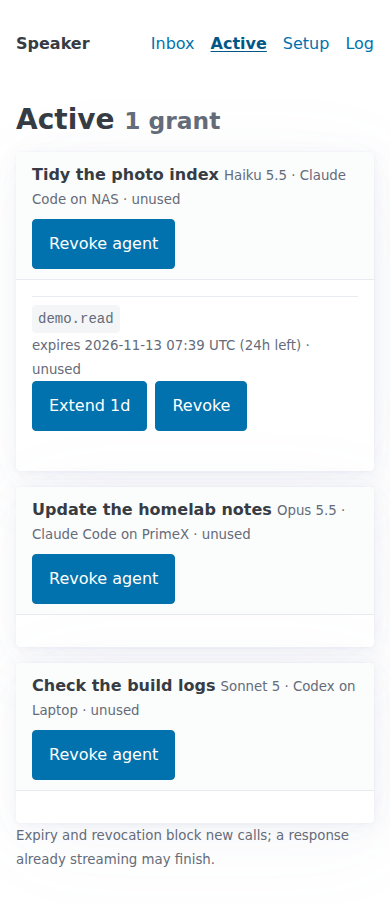 Speaker Inbox Active Setup Log
Active 1 grant
Tidy the photo index Haiku 5.5 · Claude
Code on NAS · unused
Revoke agent
demo.read
expires 2026-11-13 07:39 UTC (24h left) ·
unused
Extend 1d Revoke
Update the homelab notes Opus 5.5 ·
Claude Code on PrimeX · unused
Revoke agent
Check the build logs Sonnet 5 · Codex on
Laptop · unused
Revoke agent
Expiry and revocation block new calls; a response
already streaming may finish.